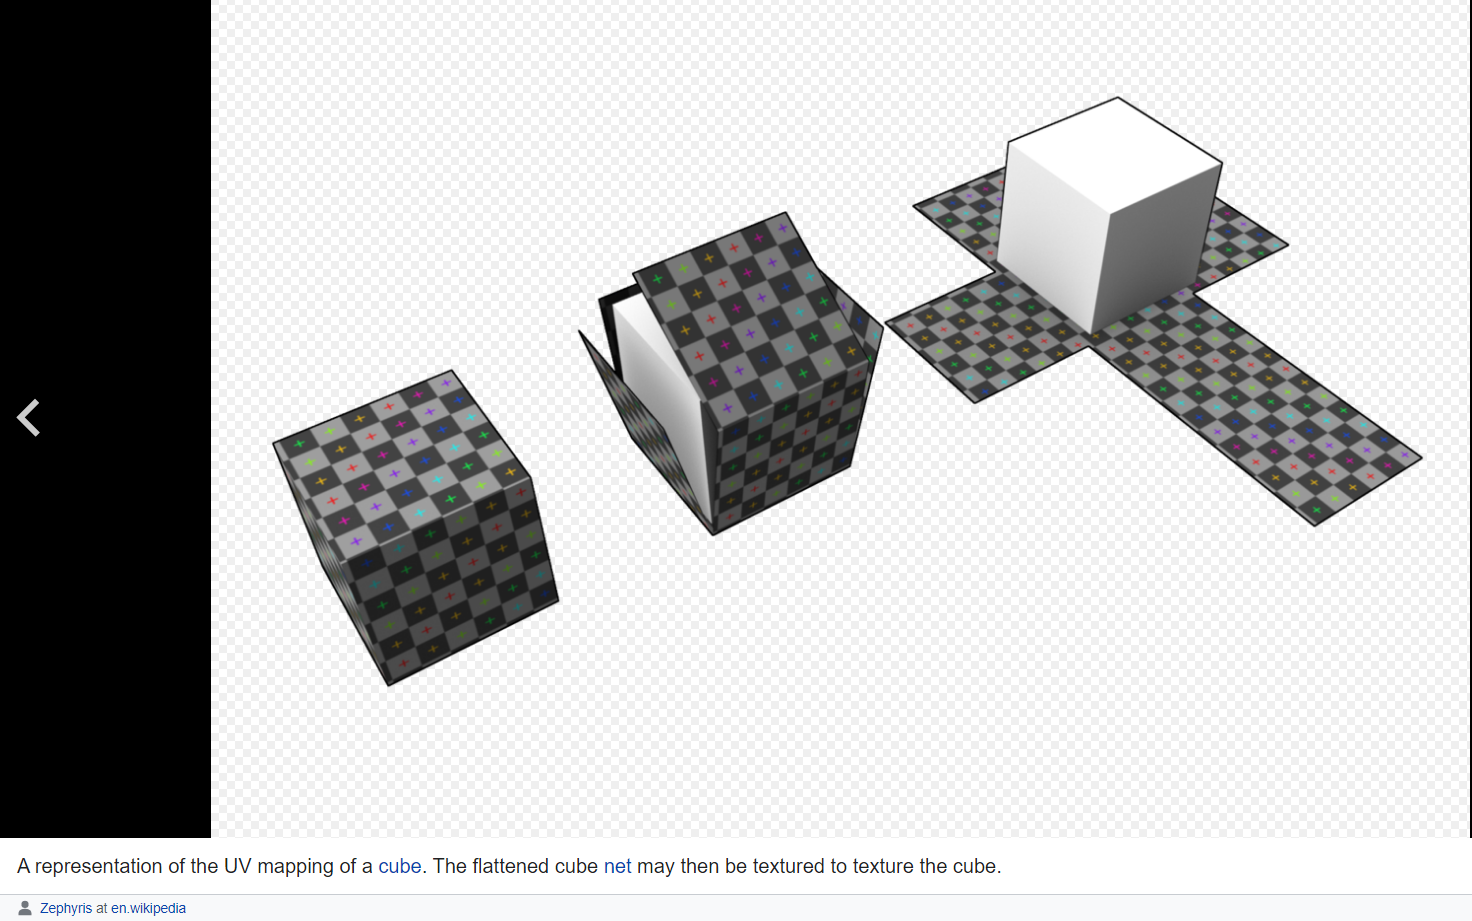 A representation of the UV mapping of a cube. The flattened cube net may then be textured to texture the cube.
Zephyris at en.wikipedia